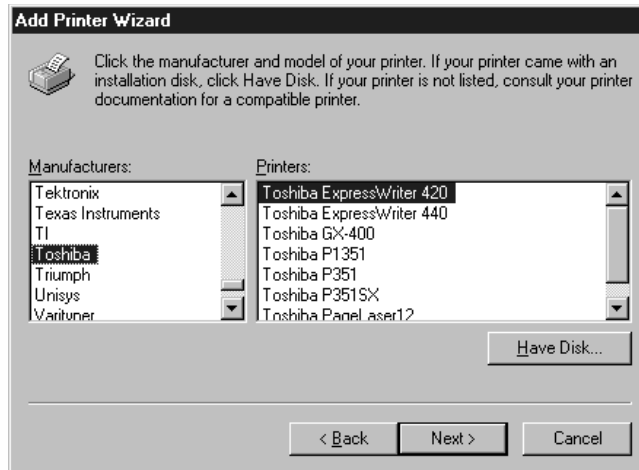 Add Printer Wizard
Click the manufacturer and model of your printer. If your printer came with an
installation disk, click Have Disk. If your printer is not listed, consult your printer
documentation for a compatible printer.
Manufacturers:
Tektronix
Texas Instruments
TI
Toshiba
Triumph
Unisys
Varityper
Printers:
Toshiba ExpressWriter 420
Toshiba ExpressWriter 440
Toshiba GX-400
Toshiba P1351
Toshiba P351
Toshiba P351SX
Toshiba PageLaser12
Have Disk...
< Back
Next >
Cancel